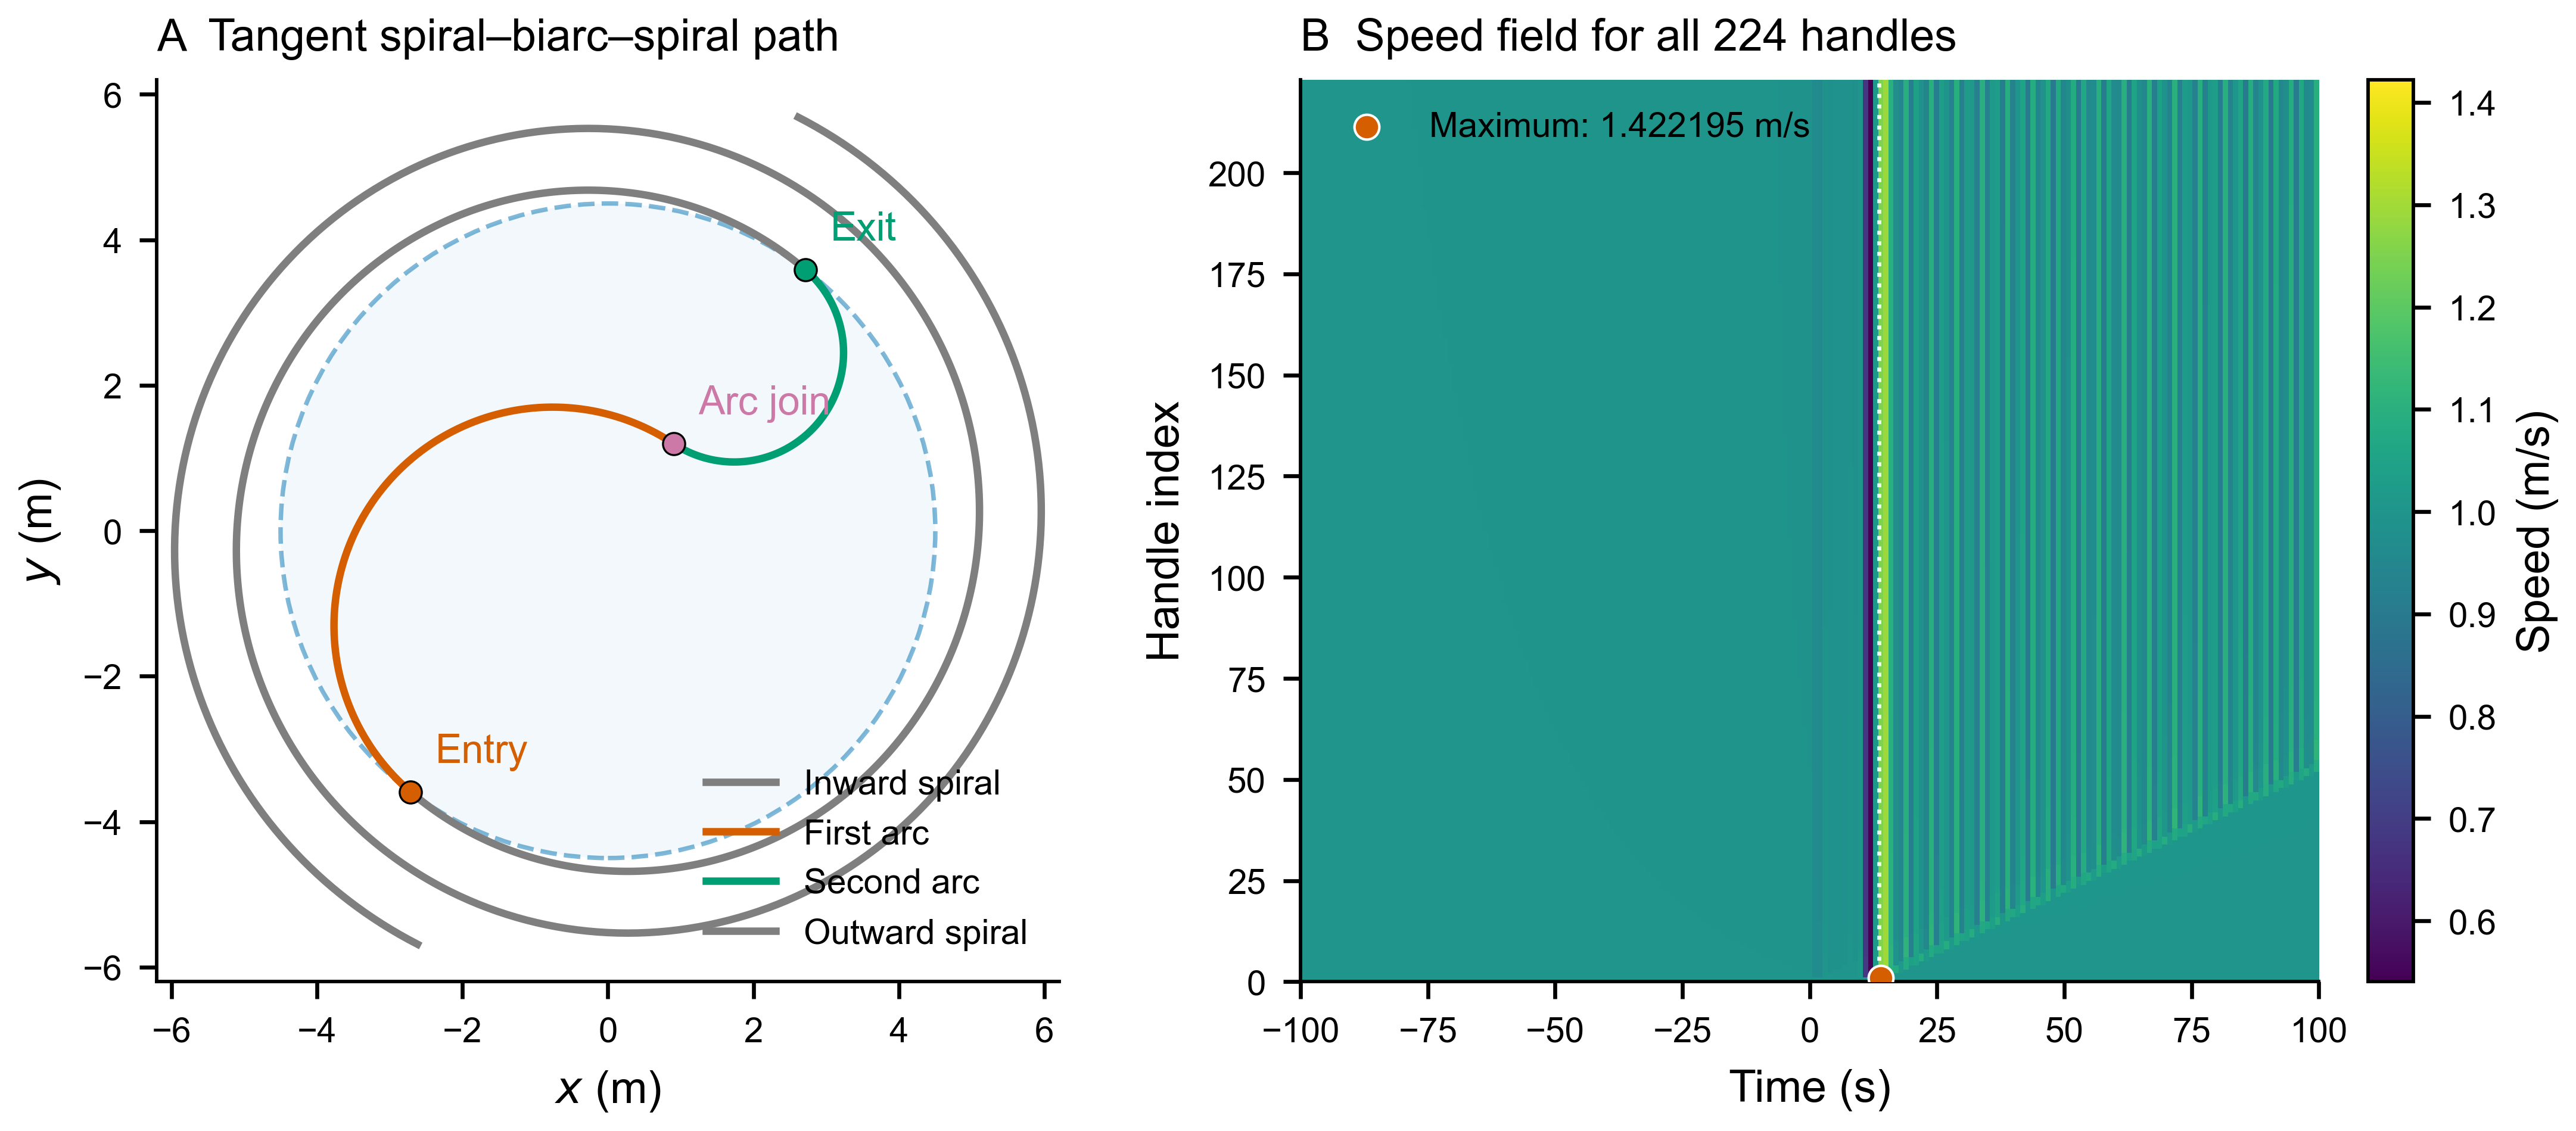 A Tangent spiral–biarc–spiral path
6
4
2
0
−2
−4
−6
y (m)
−6 −4 −2 0 2 4 6
x (m)
Exit
Arc join
Entry
Inward spiral
First arc
Second arc
Outward spiral
B Speed field for all 224 handles
Maximum: 1.422195 m/s
200
175
150
125
100
75
50
25
0
Handle index
−100 −75 −50 −25 0 25 50 75 100
Time (s)
1.4
1.3
1.2
1.1
1.0
0.9
0.8
0.7
0.6
Speed (m/s)